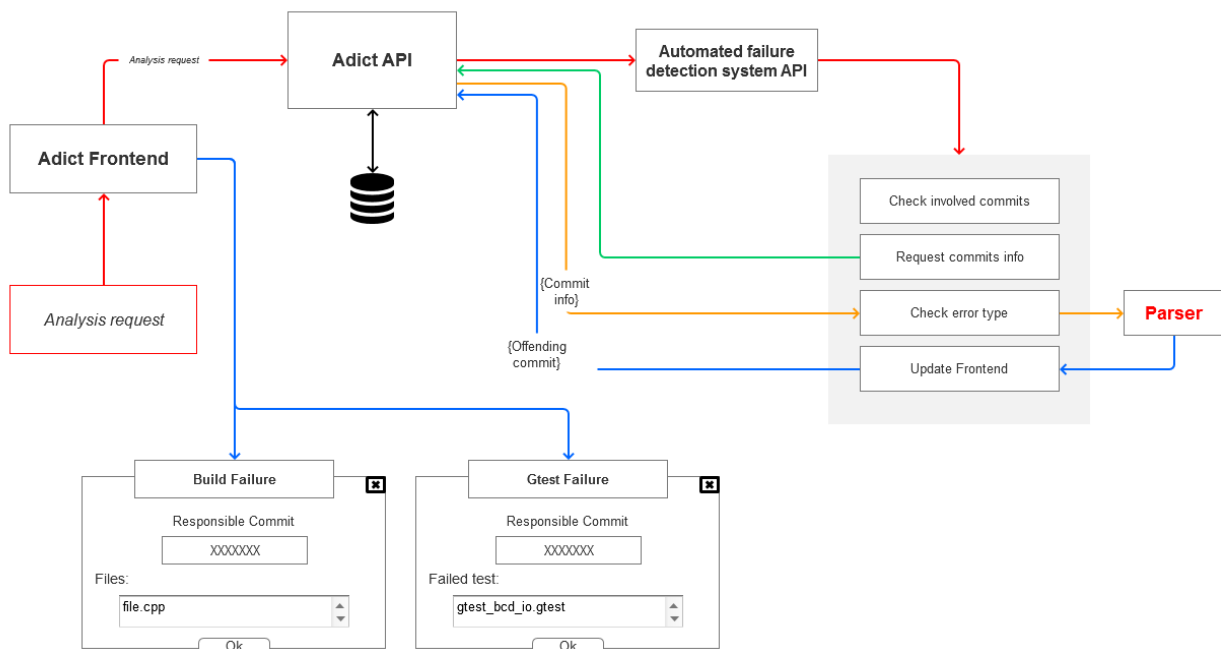 Adict API
Analysis request
Automated failure
detection system API
Adict Frontend
Check involved commits
Request commits info
{Commit
info}
Analysis request
Check error type
Parser
{Offending
commit}
Update Frontend
Build Failure
Responsible Commit
XXXXXXX
Files:
file.cpp
Ok
Gtest Failure
Responsible Commit
XXXXXXX
Failed test:
gtest_bcd_io.gtest
Ok